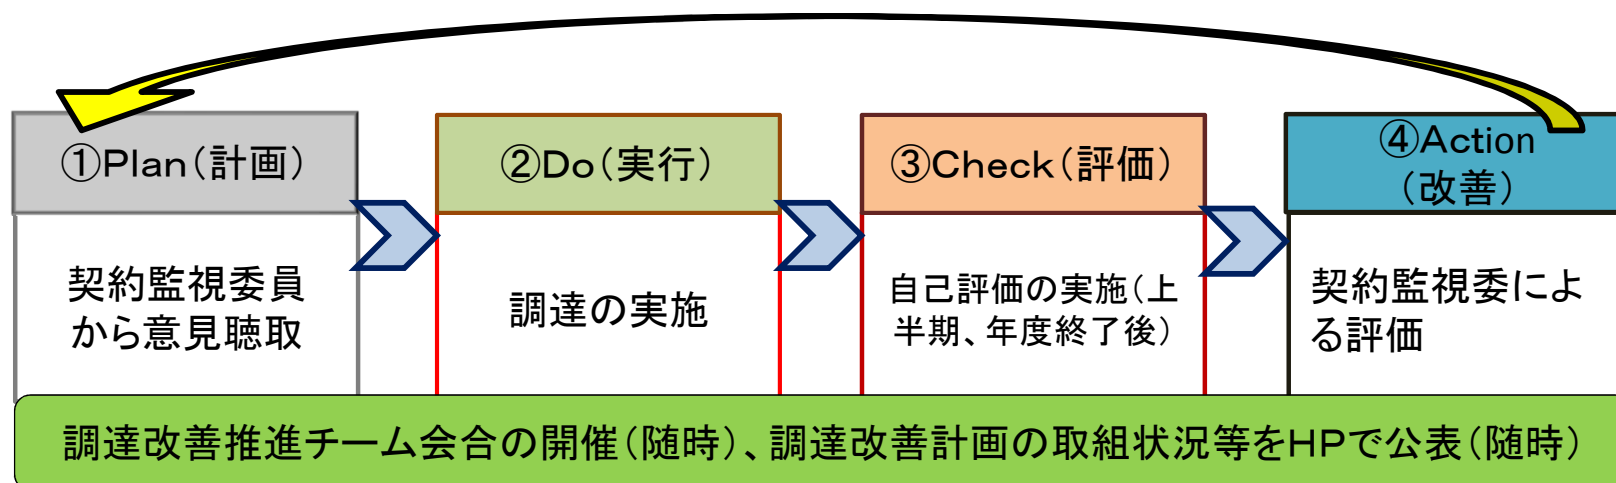 ①Plan(計画)
契約監視委員
から意見聴取
②Do(実行)
調達の実施
③Check(評価)
自己評価の実施(上
半期、年度終了後)
④Action
(改善)
契約監視委によ
る評価
調達改善推進チーム会合の開催(随時)、調達改善計画の取組状況等をHPで公表(随時)